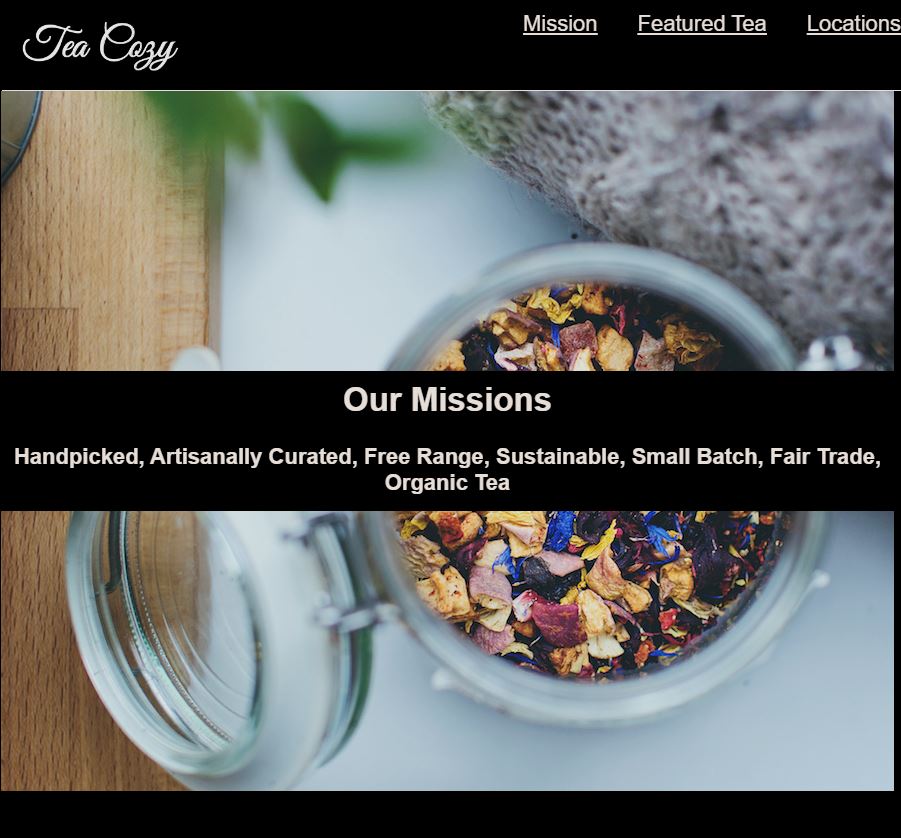 Tea Cozy
Mission Featured Tea Locations
Our Missions
Handpicked, Artisanally Curated, Free Range, Sustainable, Small Batch, Fair Trade,
Organic Tea